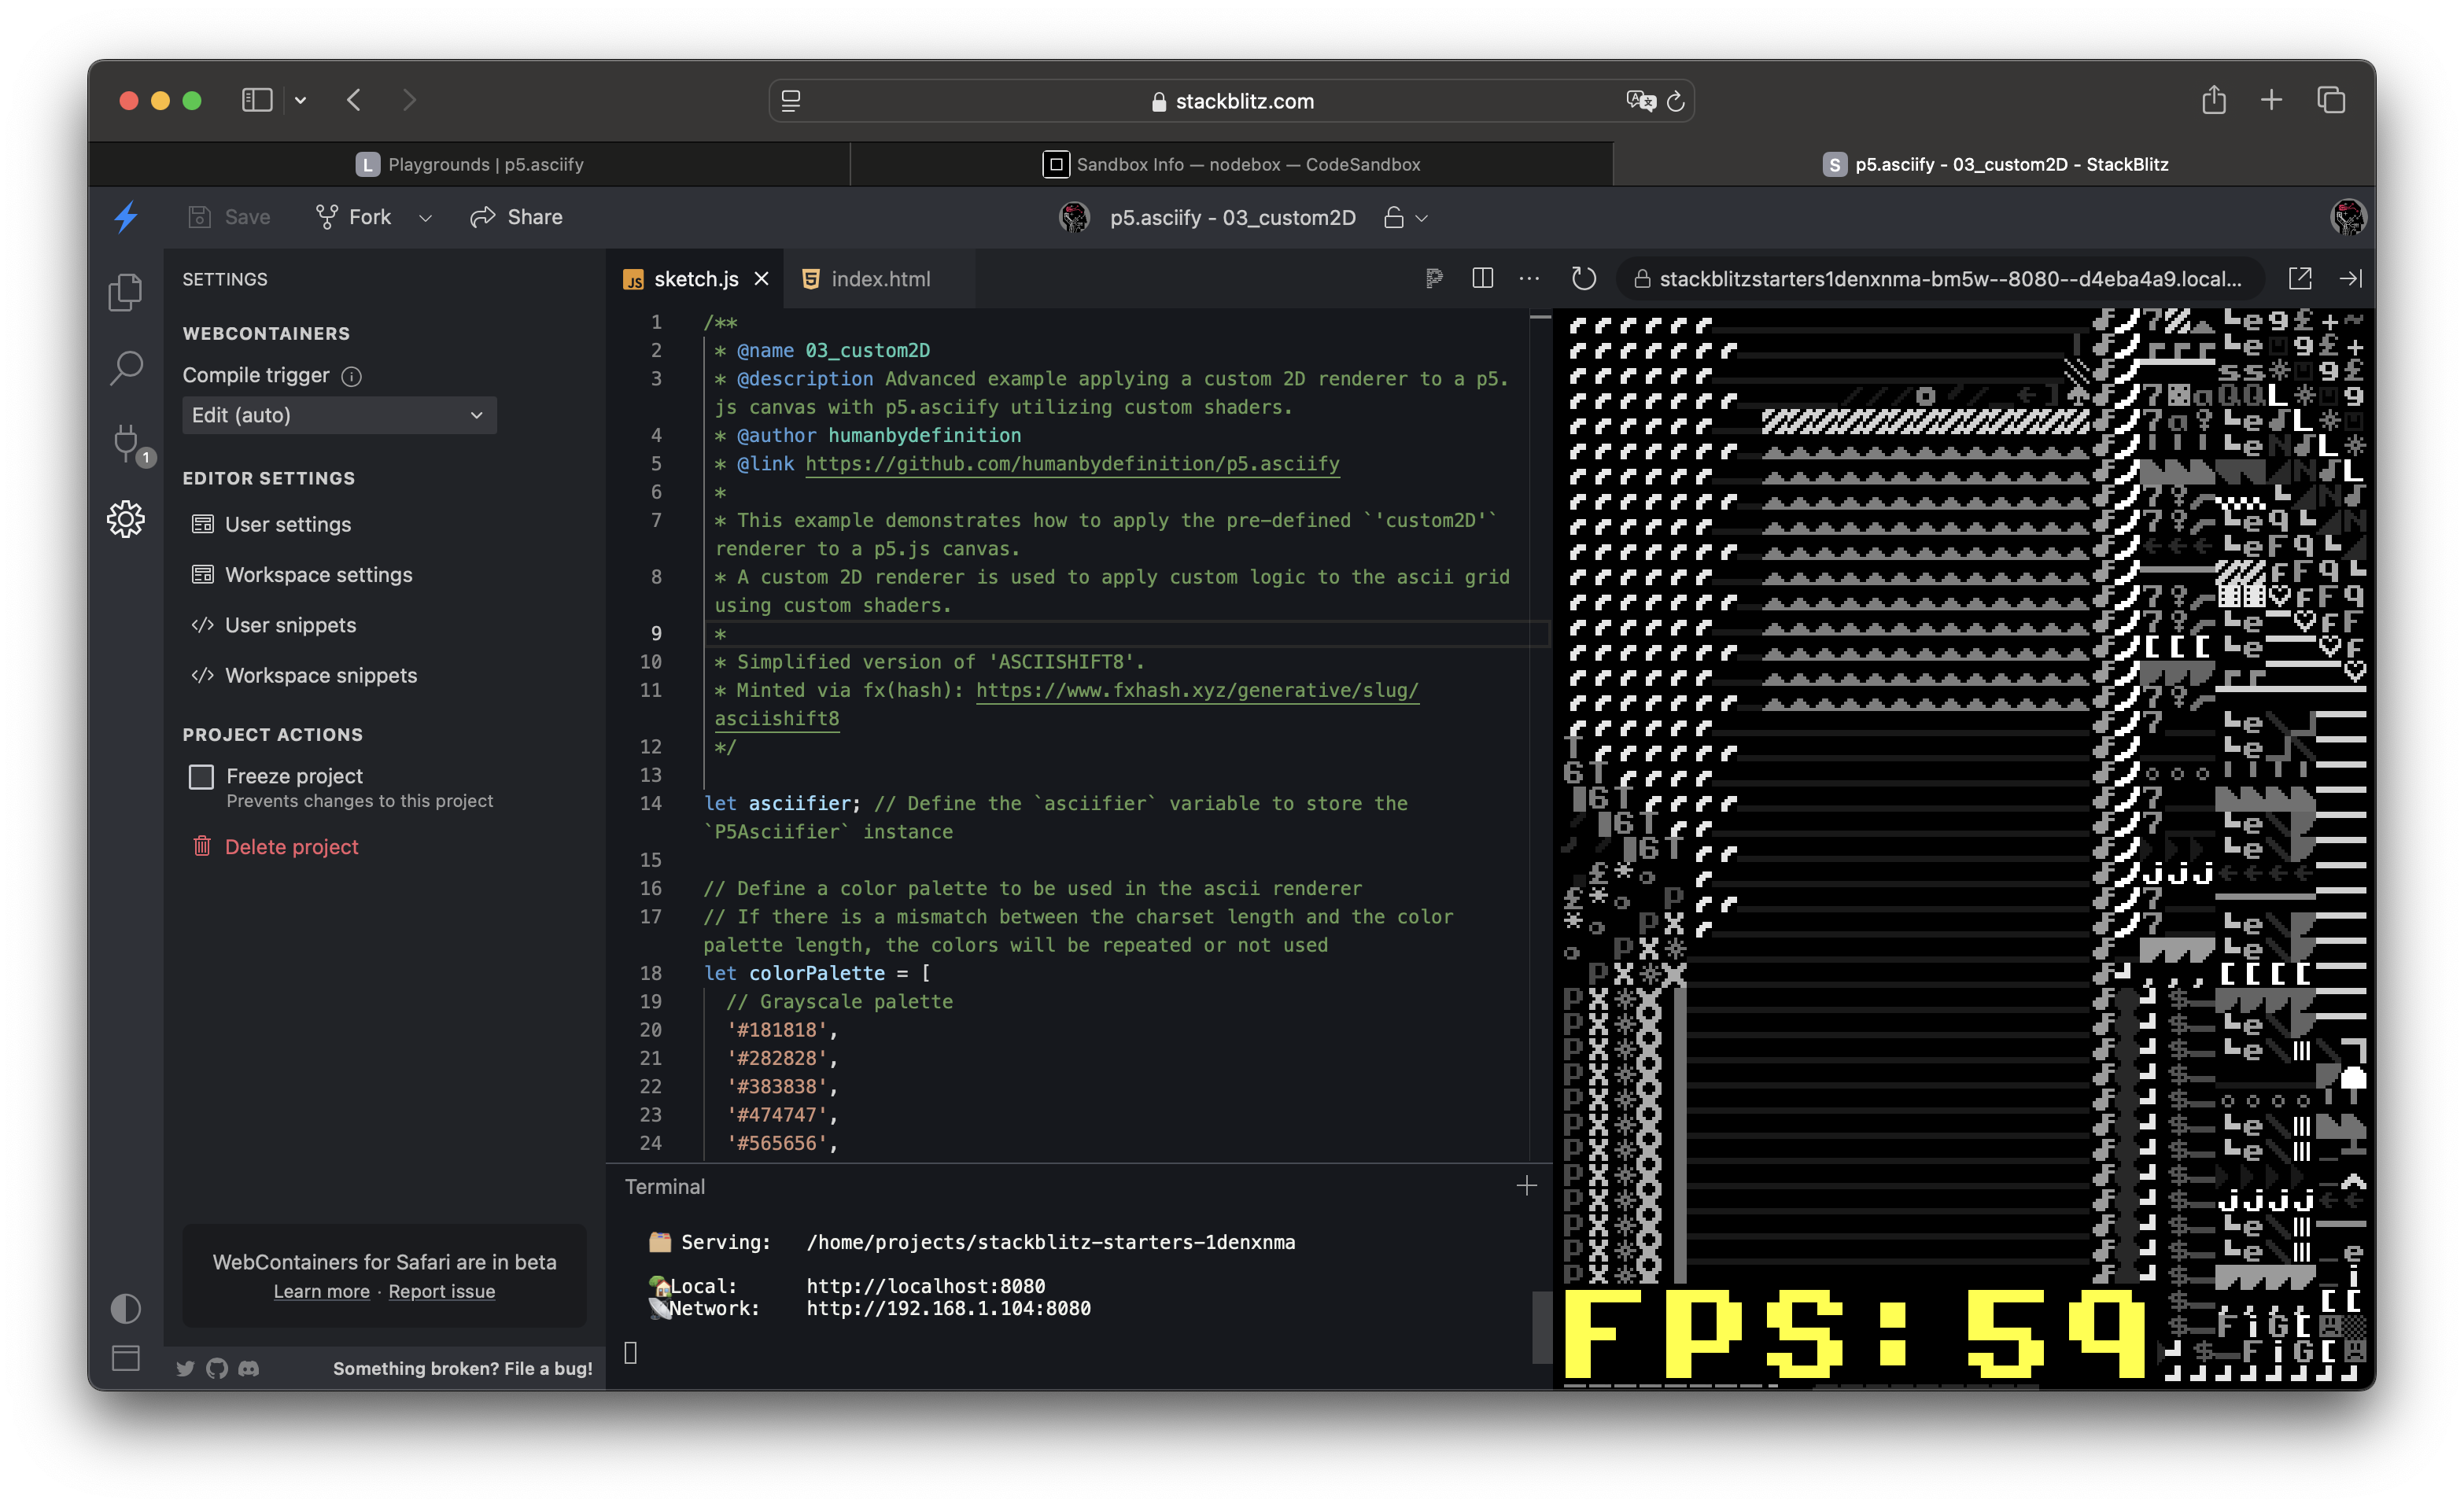 stackblitz.com
L Playgrounds | p5.asciify
Sandbox Info — nodebox — CodeSandbox
S p5.asciify - 03_custom2D - StackBlitz
Save
Fork
Share
p5.asciify - 03_custom2D
SETTINGS
WEBCONTAINERS
Compile trigger
Edit (auto)
1
EDITOR SETTINGS
User settings
Workspace settings
User snippets
Workspace snippets
PROJECT ACTIONS
Freeze project
Prevents changes to this project
Delete project
WebContainers for Safari are in beta
Learn more · Report issue
Something broken? File a bug!
JS sketch.js
5 index.html
stackblitzstarters1denxnma-bm5w--8080--d4eba4a9.local...
1 /**
2 * @name 03_custom2D
3 * @description Advanced example applying a custom 2D renderer to a p5.
js canvas with p5.asciify utilizing custom shaders.
4 * @author humanbydefinition
5 * @link https://github.com/humanbydefinition/p5.asciify
6 *
7 * This example demonstrates how to apply the pre-defined `'custom2D'`
renderer to a p5.js canvas.
8 * A custom 2D renderer is used to apply custom logic to the ascii grid
using custom shaders.
9 *
10 * Simplified version of 'ASCIISHIFT8'.
11 * Minted via fx(hash): https://www.fxhash.xyz/generative/slug/
asciishift8
12 */
13
14 let asciifier; // Define the `asciifier` variable to store the
`P5Asciifier` instance
15
16 // Define a color palette to be used in the ascii renderer
17 // If there is a mismatch between the charset length and the color
palette length, the colors will be repeated or not used
18 let colorPalette = [
19 // Grayscale palette
20 '#181818',
21 '#282828',
22 '#383838',
23 '#474747',
24 '#565656',
Terminal
Serving: /home/projects/stackblitz-starters-1denxnma
Local: http://localhost:8080
Network: http://192.168.1.104:8080
FPS: 59